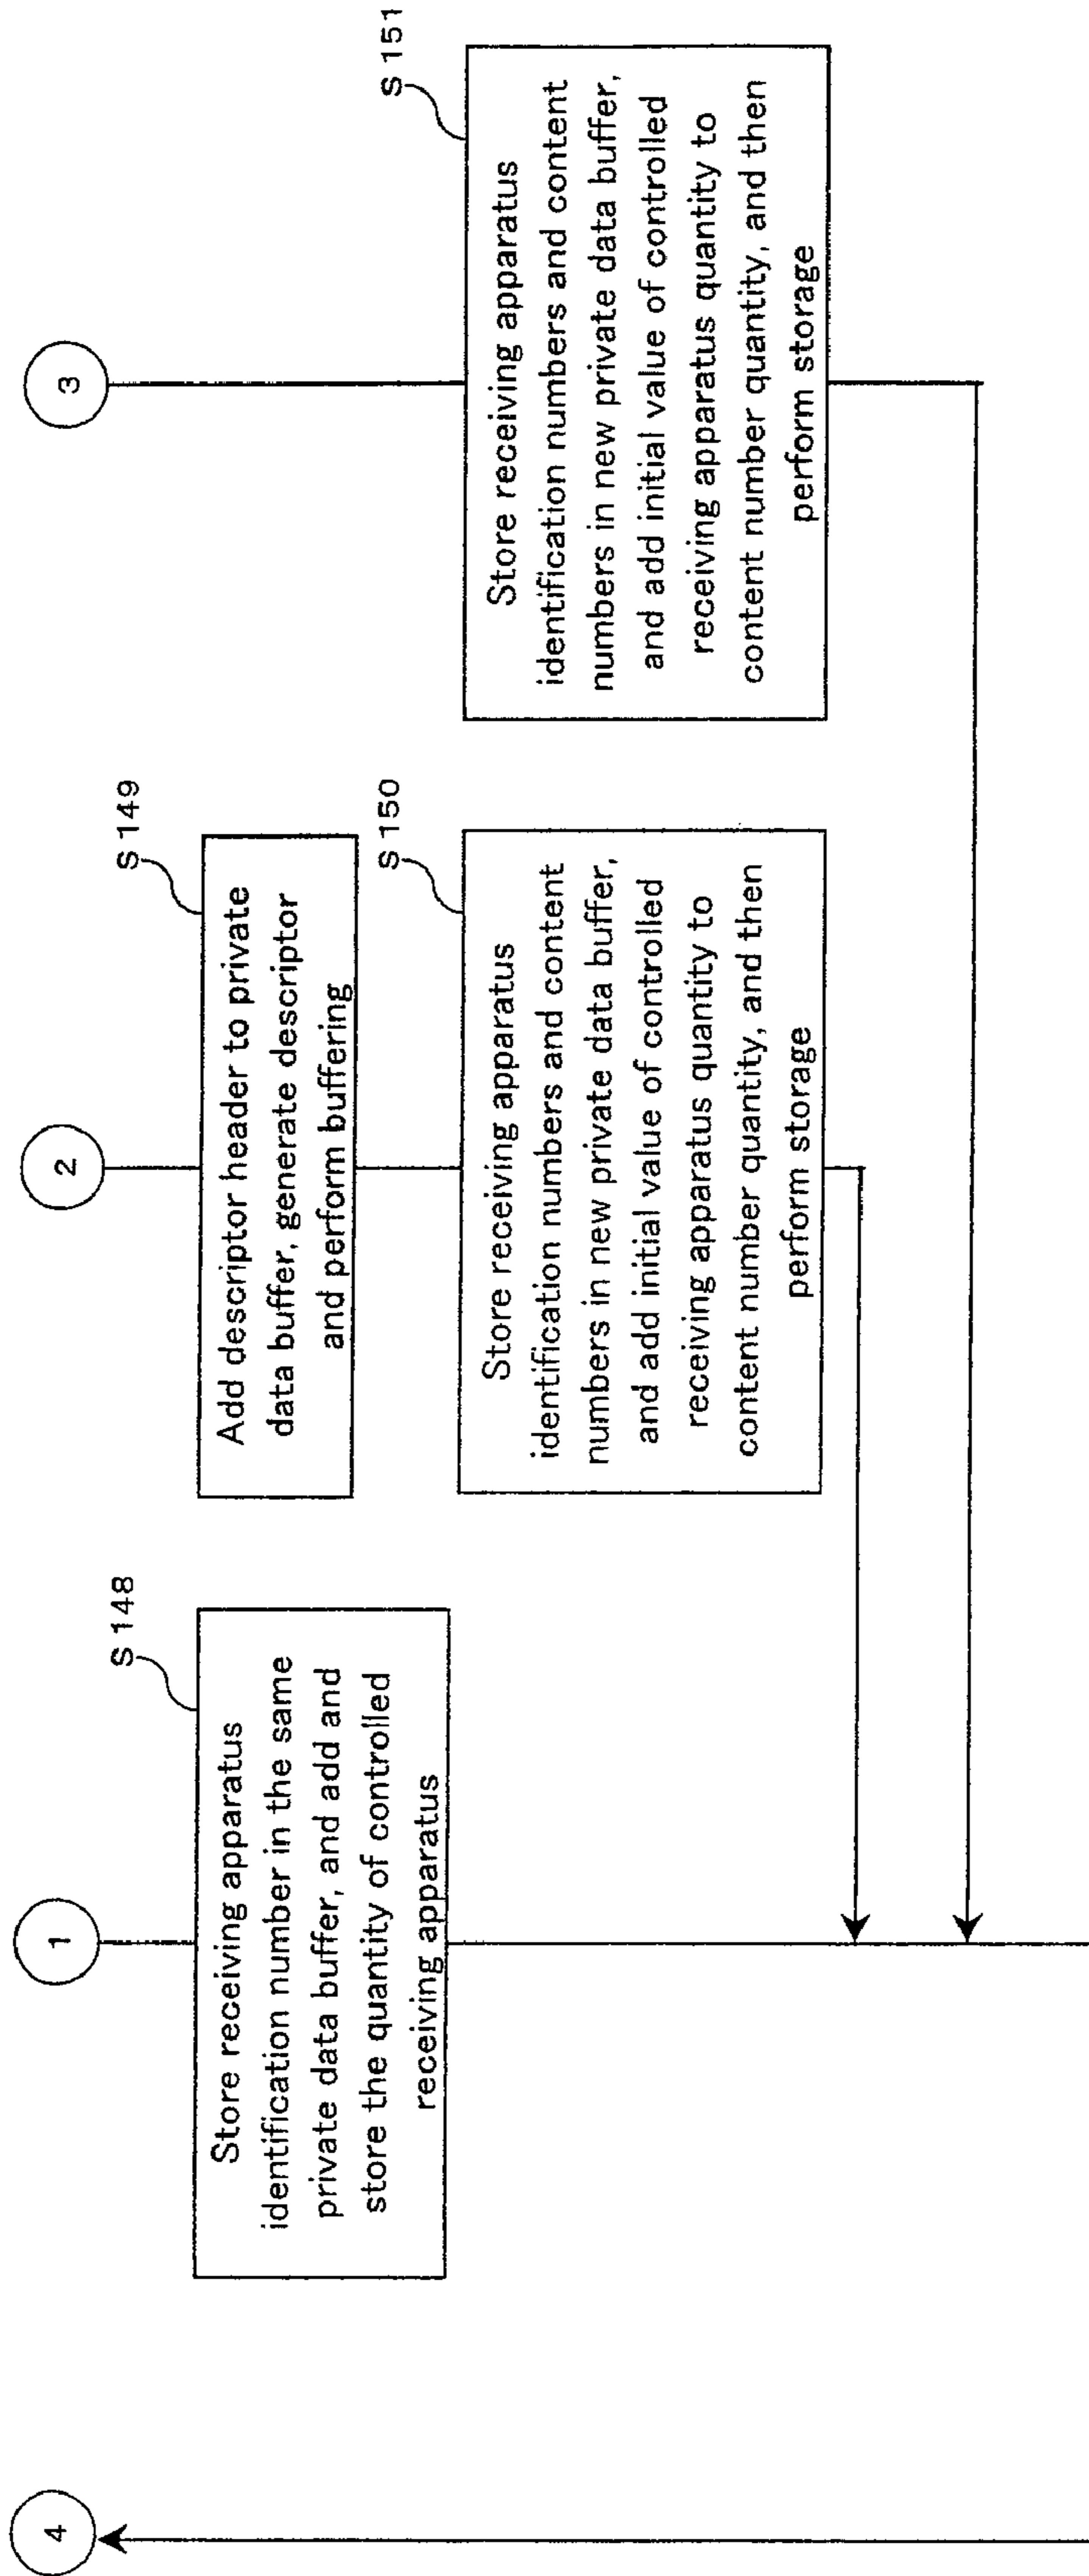 4
1
S148
Store receiving apparatus
identification number in the same
private data buffer, and add and
store the quantity of controlled
receiving apparatus
2
S149
Add descriptor header to private
data buffer, generate descriptor
and perform buffering
S150
Store receiving apparatus
identification numbers and content
numbers in new private data buffer,
and add initial value of controlled
receiving apparatus quantity to
content number quantity, and then
perform storage
3
S151
Store receiving apparatus
identification numbers and content
numbers in new private data buffer,
and add initial value of controlled
receiving apparatus quantity to
content number quantity, and then
perform storage